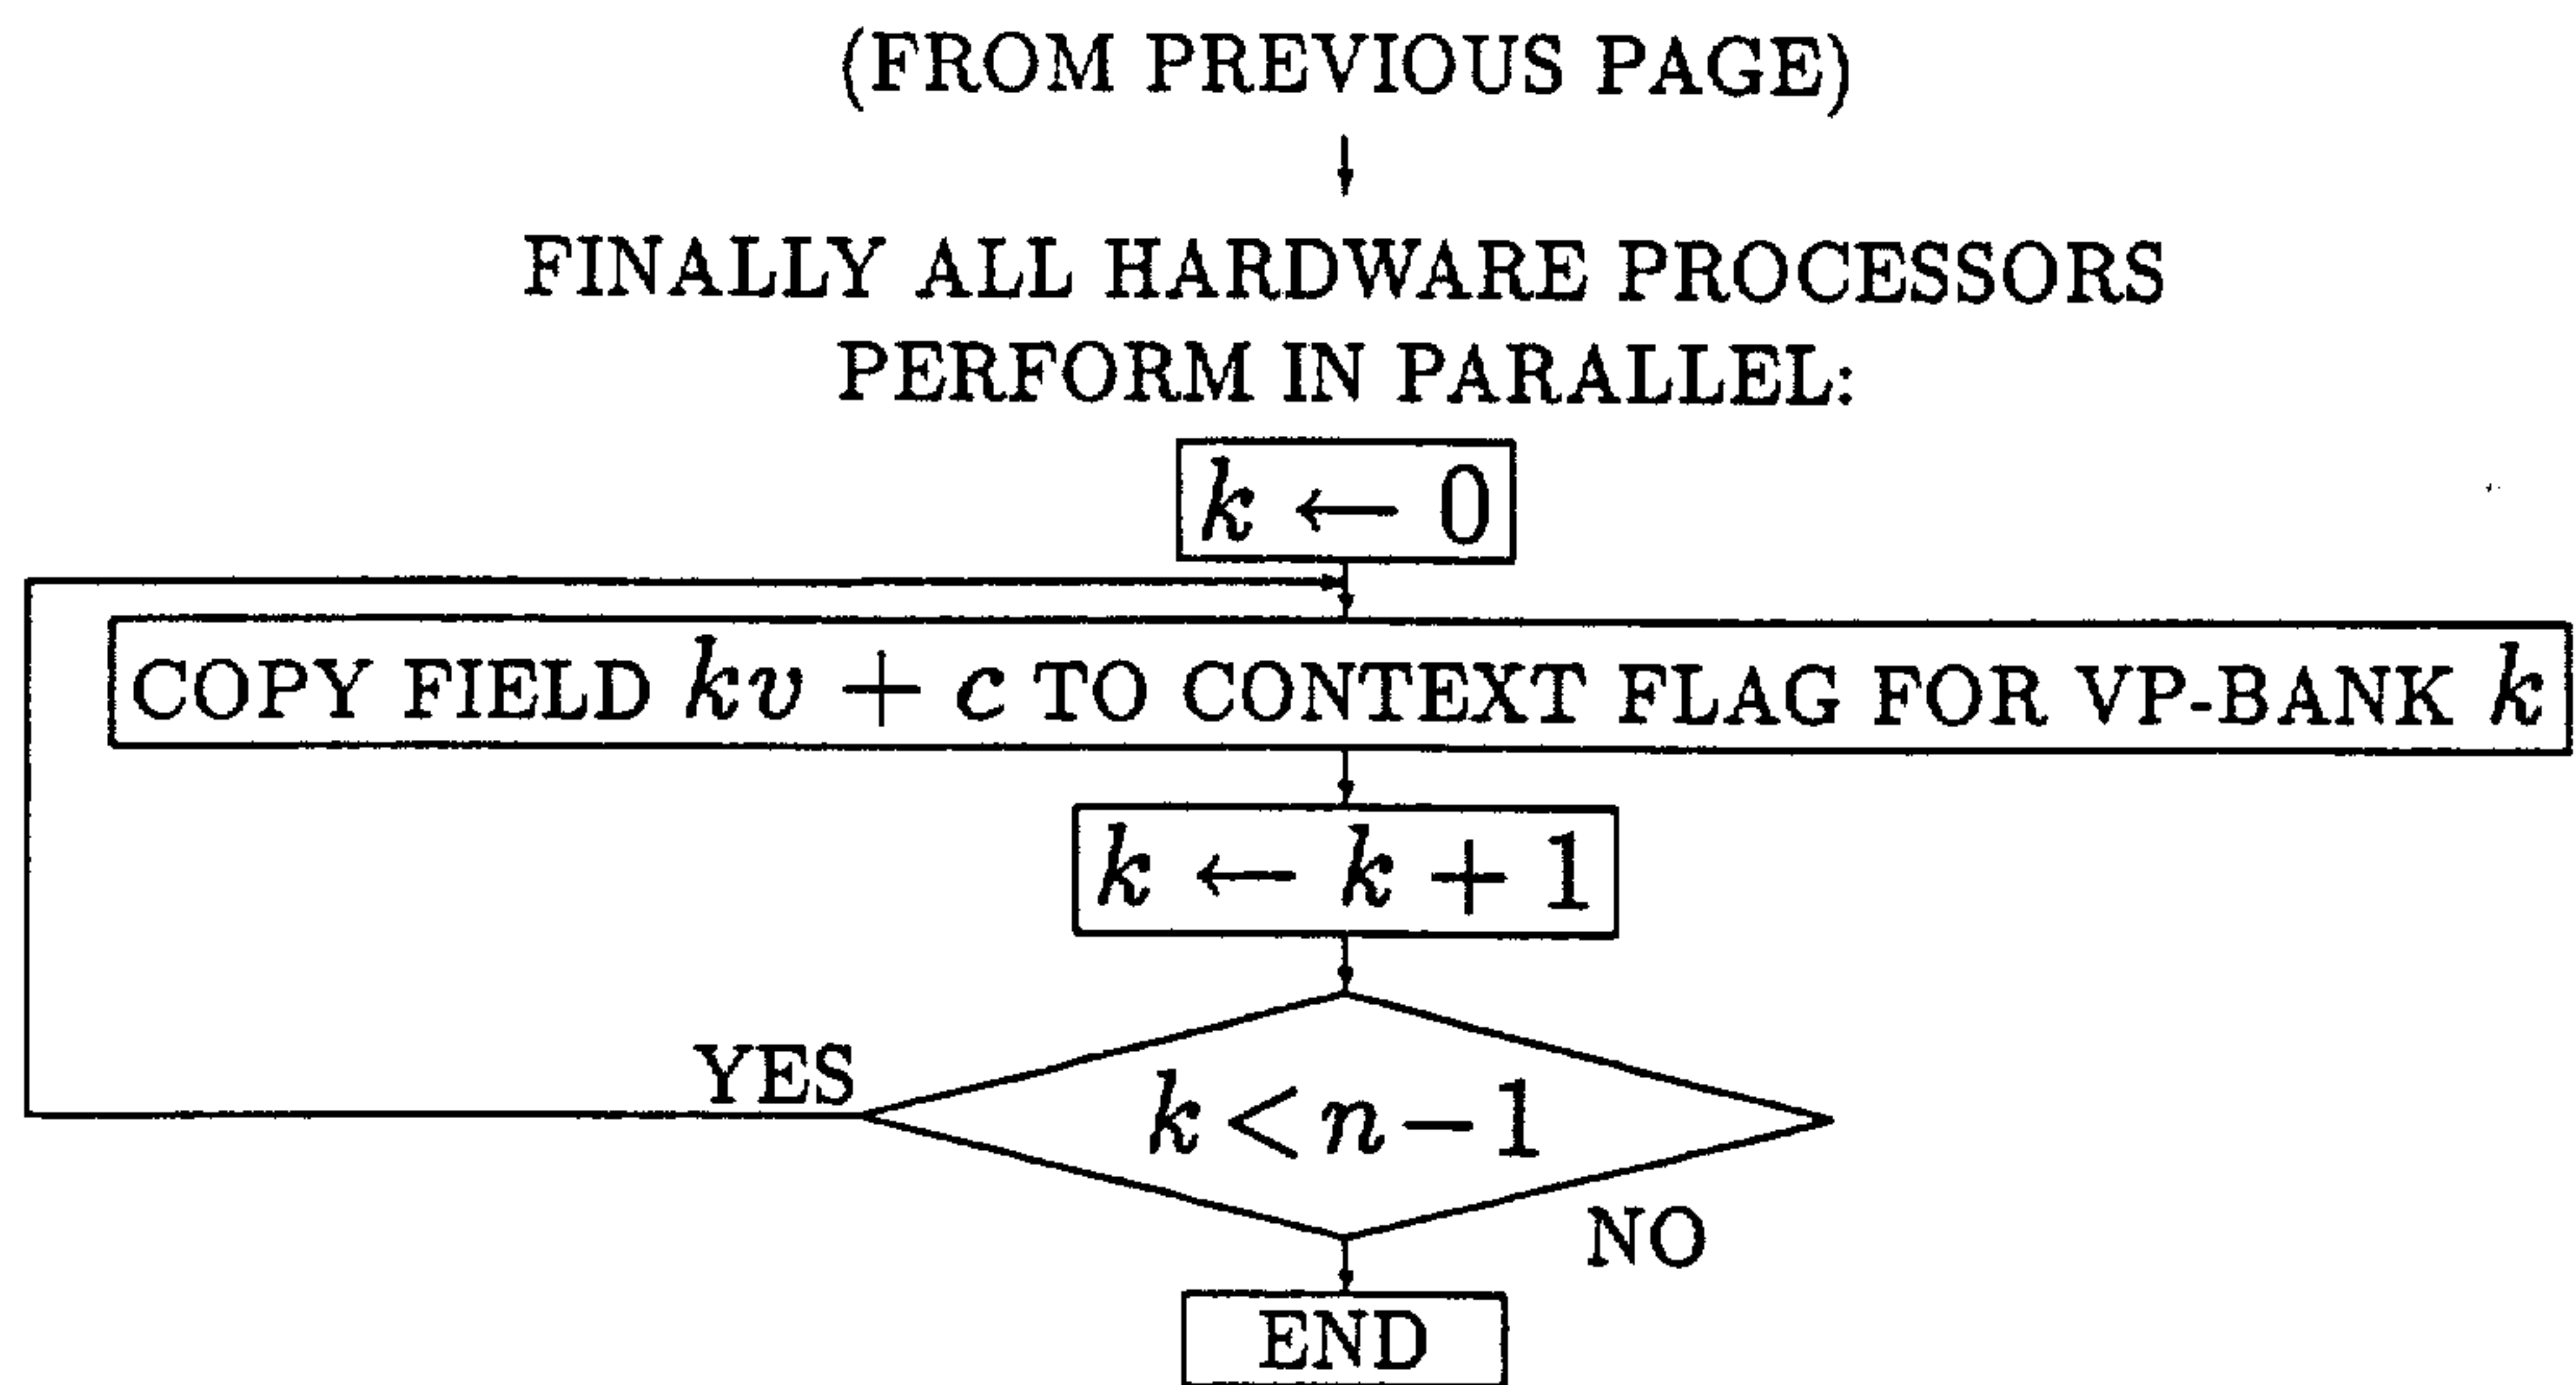 (FROM PREVIOUS PAGE)
FINALLY ALL HARDWARE PROCESSORS
PERFORM IN PARALLEL:
k ← 0
COPY FIELD kv + c TO CONTEXT FLAG FOR VP-BANK k
k ← k + 1
YES
k < n − 1
NO
END